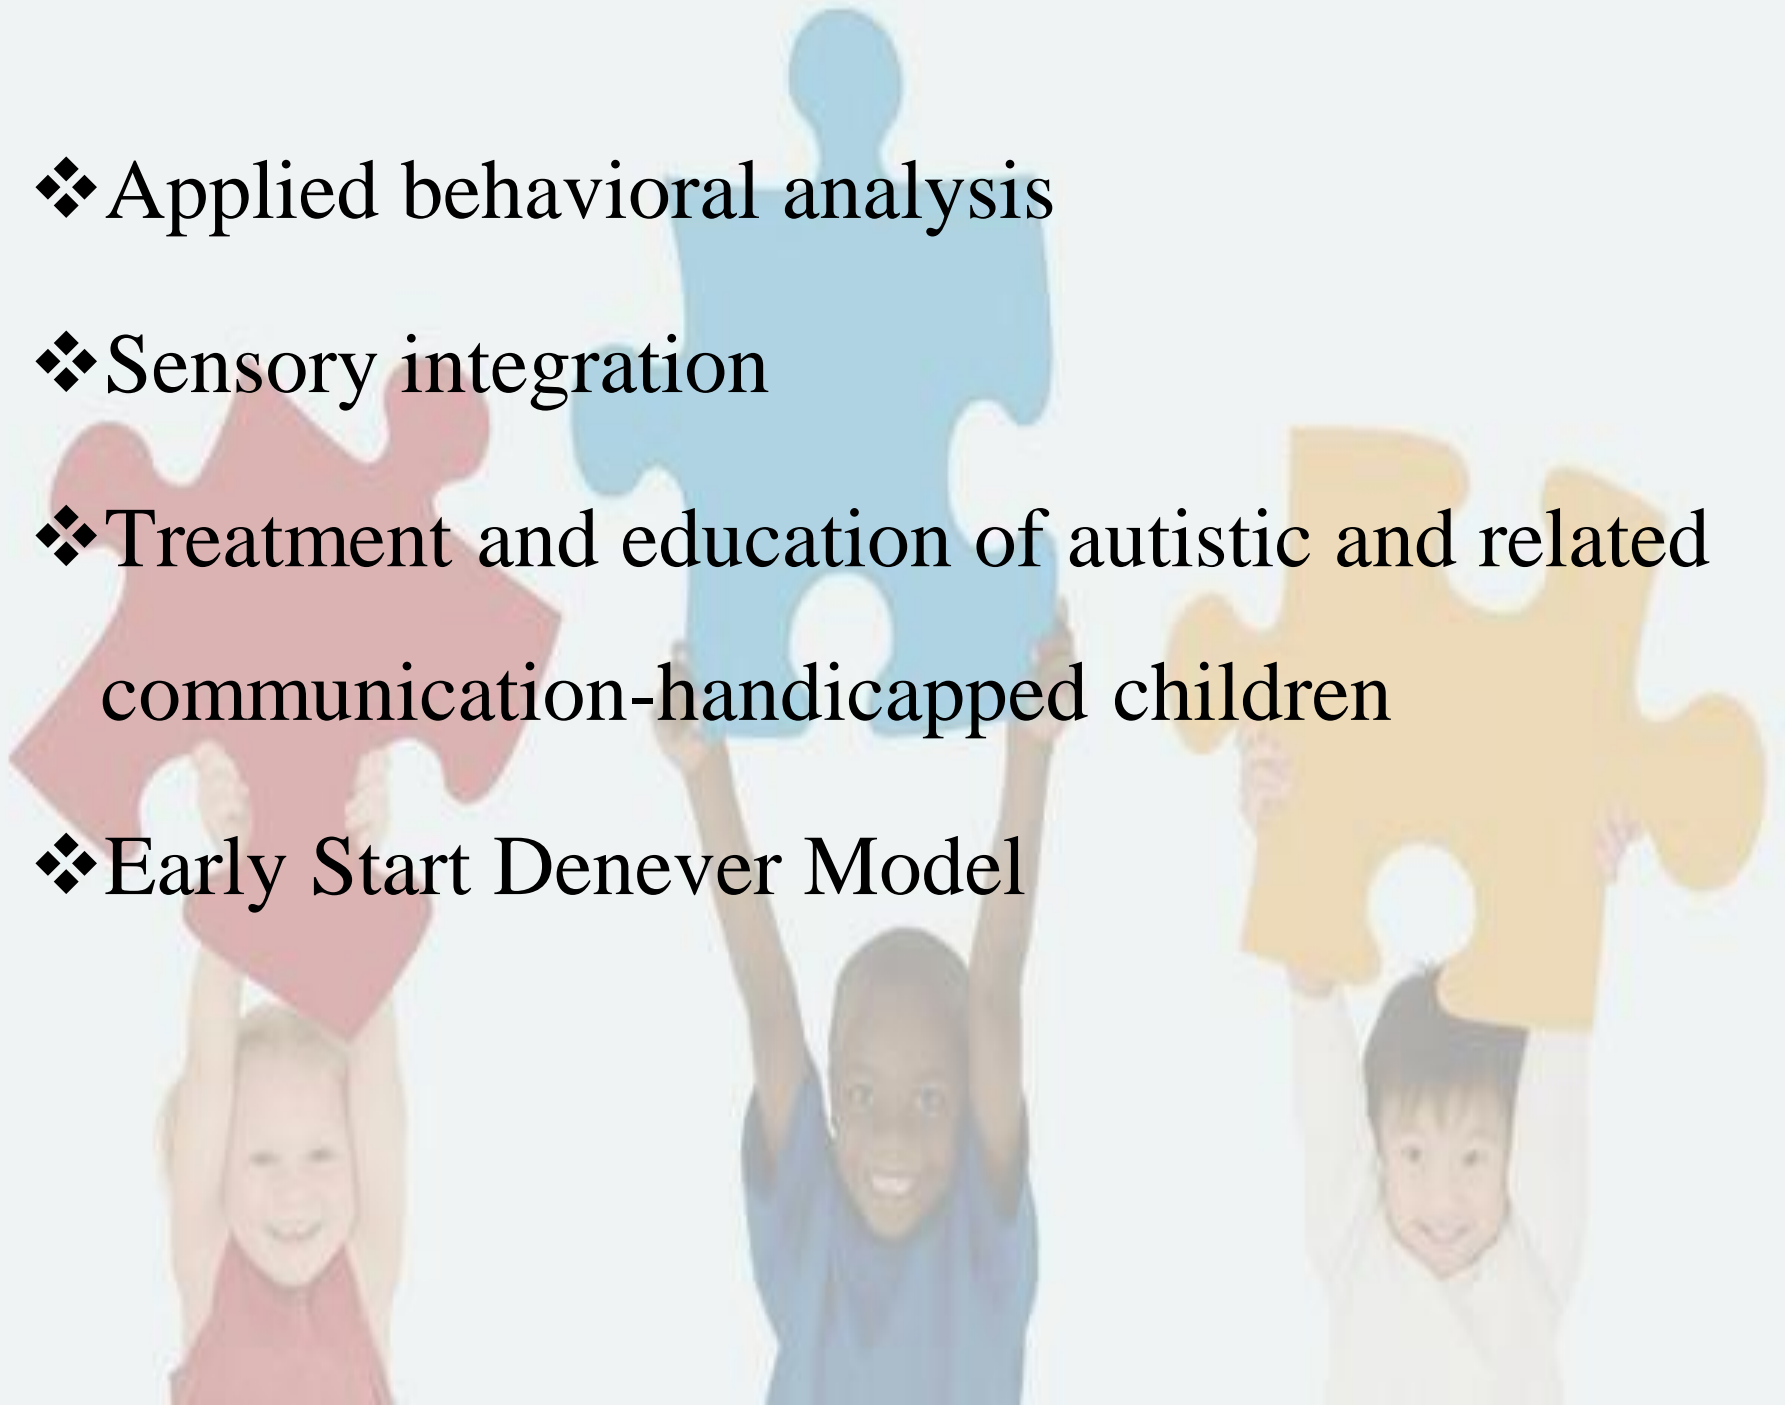 ❖Applied behavioral analysis
❖Sensory integration
❖Treatment and education of autistic and related
communication-handicapped children
❖Early Start Denever Model